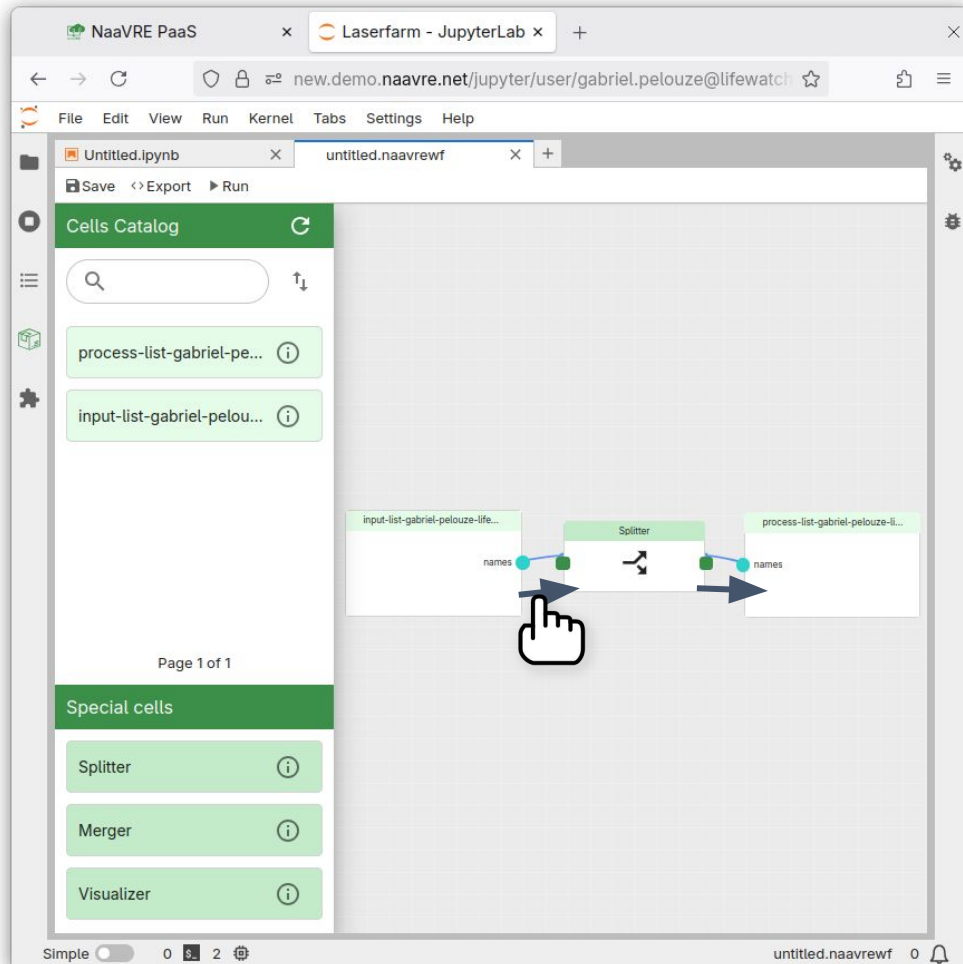 NaaVRE PaaS
Laserfarm - JupyterLab
new.demo.naavre.net/jupyter/user/gabriel.pelouze@lifewatch
File Edit View Run Kernel Tabs Settings Help
Untitled.ipynb
untitled.naavrewf
Save Export Run
Cells Catalog
process-list-gabriel-pe...
input-list-gabriel-pelou...
Page 1 of 1
Special cells
Splitter
Merger
Visualizer
input-list-gabriel-pelouze-life...
names
Splitter
process-list-gabriel-pelouze-li...
names
Simple 0 2
untitled.naavrewf 0